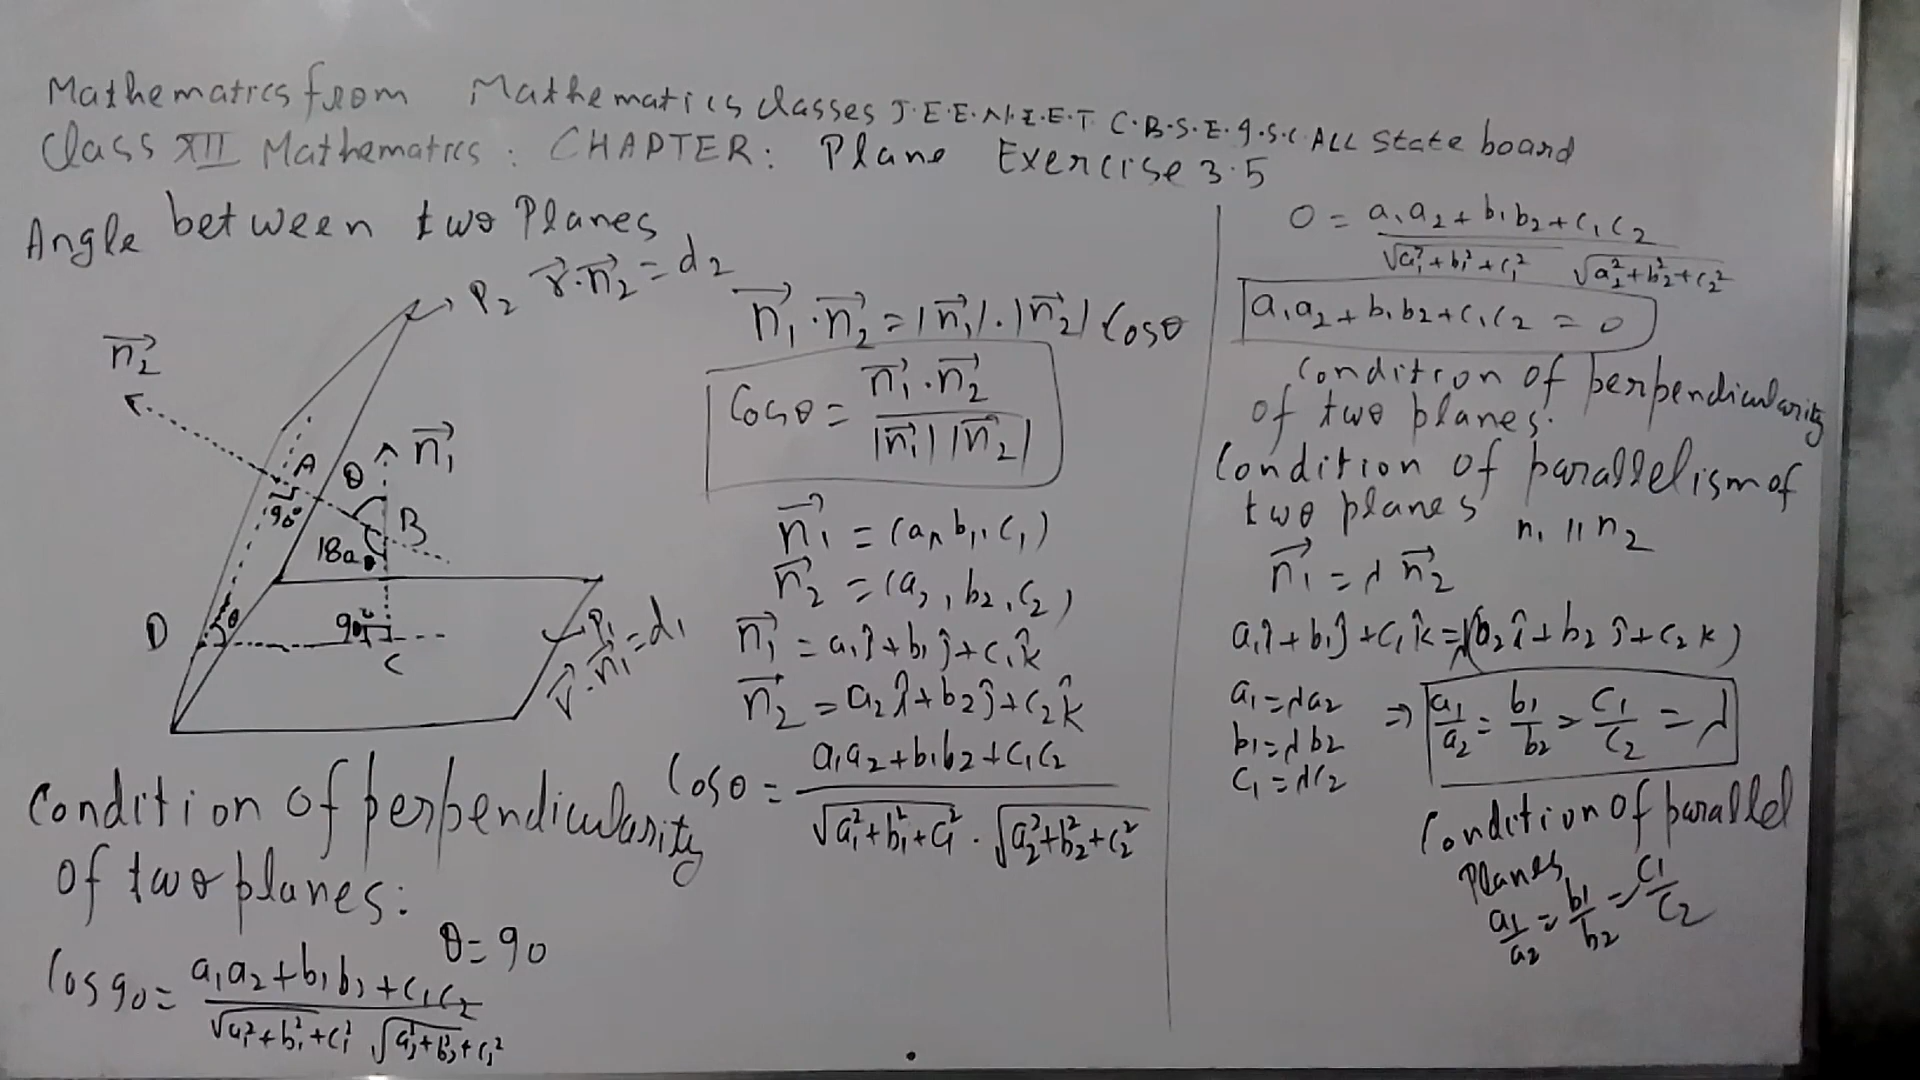 Mathematics from Mathematics classes J.E.E.N.E.E.T C.B.S.E. I.S.C ALL State board
Class XII Mathematics : CHAPTER: Plane Exercise 3.5
Angle between two Planes
P₂ r⃗·n⃗₂ = d₂
n⃗₂
n⃗₁
A θ
90°
B
180
D θ
90°
C
P₁
r⃗·n⃗₁ = d₁
Condition of perpendicularity
of two planes:
θ = 90
Cos 90 = a₁a₂ + b₁b₂ + c₁c₂ / √a₁²+b₁²+c₁² √a₂²+b₂²+c₂²
n⃗₁·n⃗₂ = |n⃗₁|·|n⃗₂| Cosθ
Cosθ = n⃗₁·n⃗₂ / |n⃗₁| |n⃗₂|
n⃗₁ = (a₁, b₁, c₁)
n⃗₂ = (a₂, b₂, c₂)
n⃗₁ = a₁î + b₁ĵ + c₁k̂
n⃗₂ = a₂î + b₂ĵ + c₂k̂
Cosθ = a₁a₂ + b₁b₂ + c₁c₂ / √a₁²+b₁²+c₁² · √a₂²+b₂²+c₂²
0 = a₁a₂ + b₁b₂ + c₁c₂ / √a₁²+b₁²+c₁² √a₂²+b₂²+c₂²
a₁a₂ + b₁b₂ + c₁c₂ = 0
Condition of perpendicularity
of two planes.
Condition of parallelism of
two planes n₁ || n₂
n⃗₁ = λ n⃗₂
a₁î + b₁ĵ + c₁k̂ = λ(a₂î + b₂ĵ + c₂k)
a₁ = λa₂
b₁ = λb₂
c₁ = λc₂
⇒ a₁/a₂ = b₁/b₂ = c₁/c₂ = λ
Condition of parallel
Planes
a₁/a₂ = b₁/b₂ = c₁/c₂